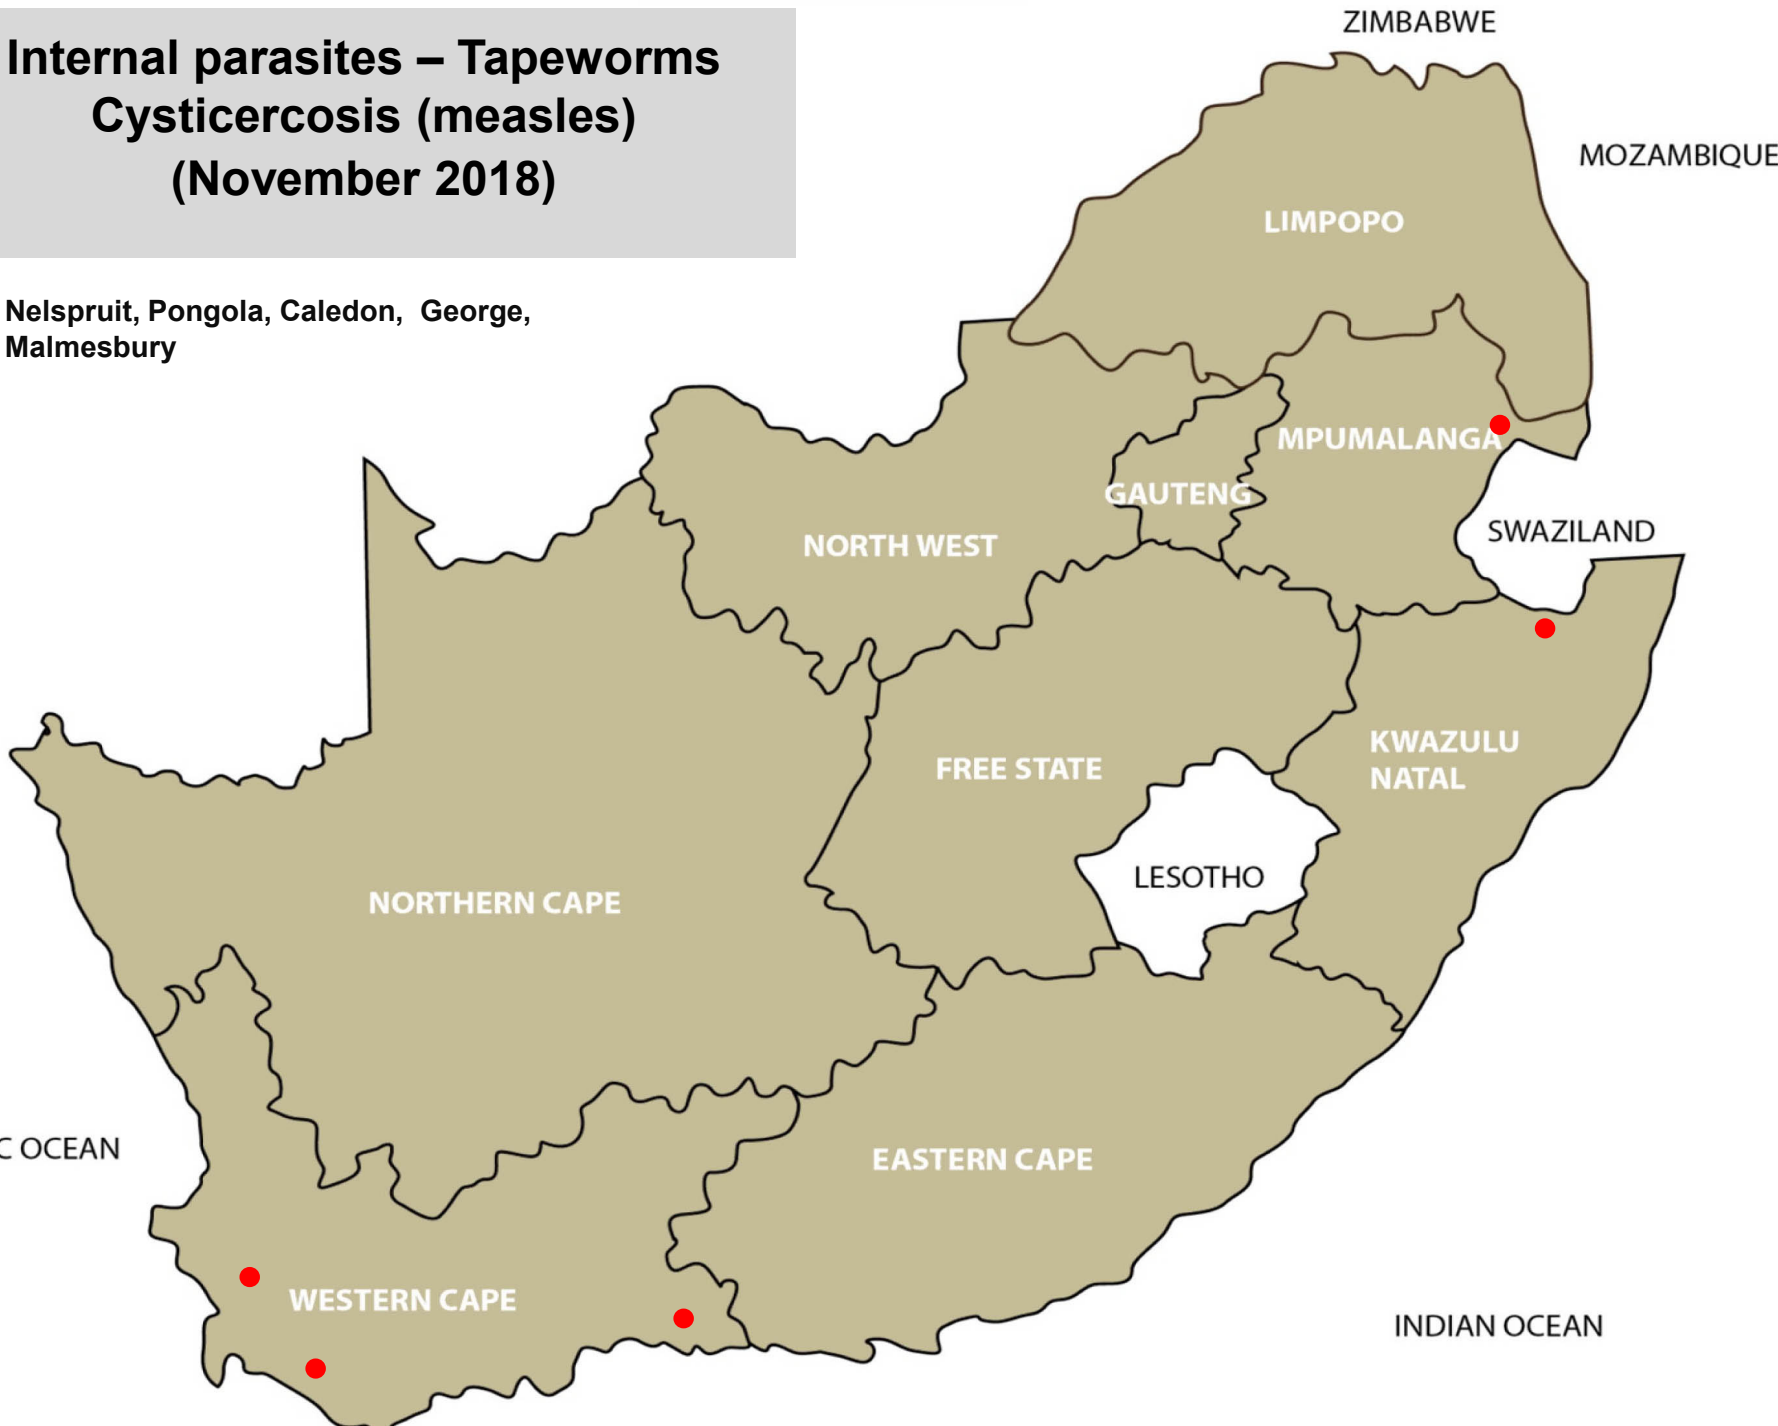 Internal parasites – Tapeworms
Cysticercosis (measles)
(November 2018)
Nelspruit, Pongola, Caledon,  George,
Malmesbury
ZIMBABWE
MOZAMBIQUE
LIMPOPO
MPUMALANGA
GAUTENG
NORTH WEST
SWAZILAND
KWAZULU
NATAL
FREE STATE
LESOTHO
NORTHERN CAPE
C OCEAN
EASTERN CAPE
WESTERN CAPE
INDIAN OCEAN